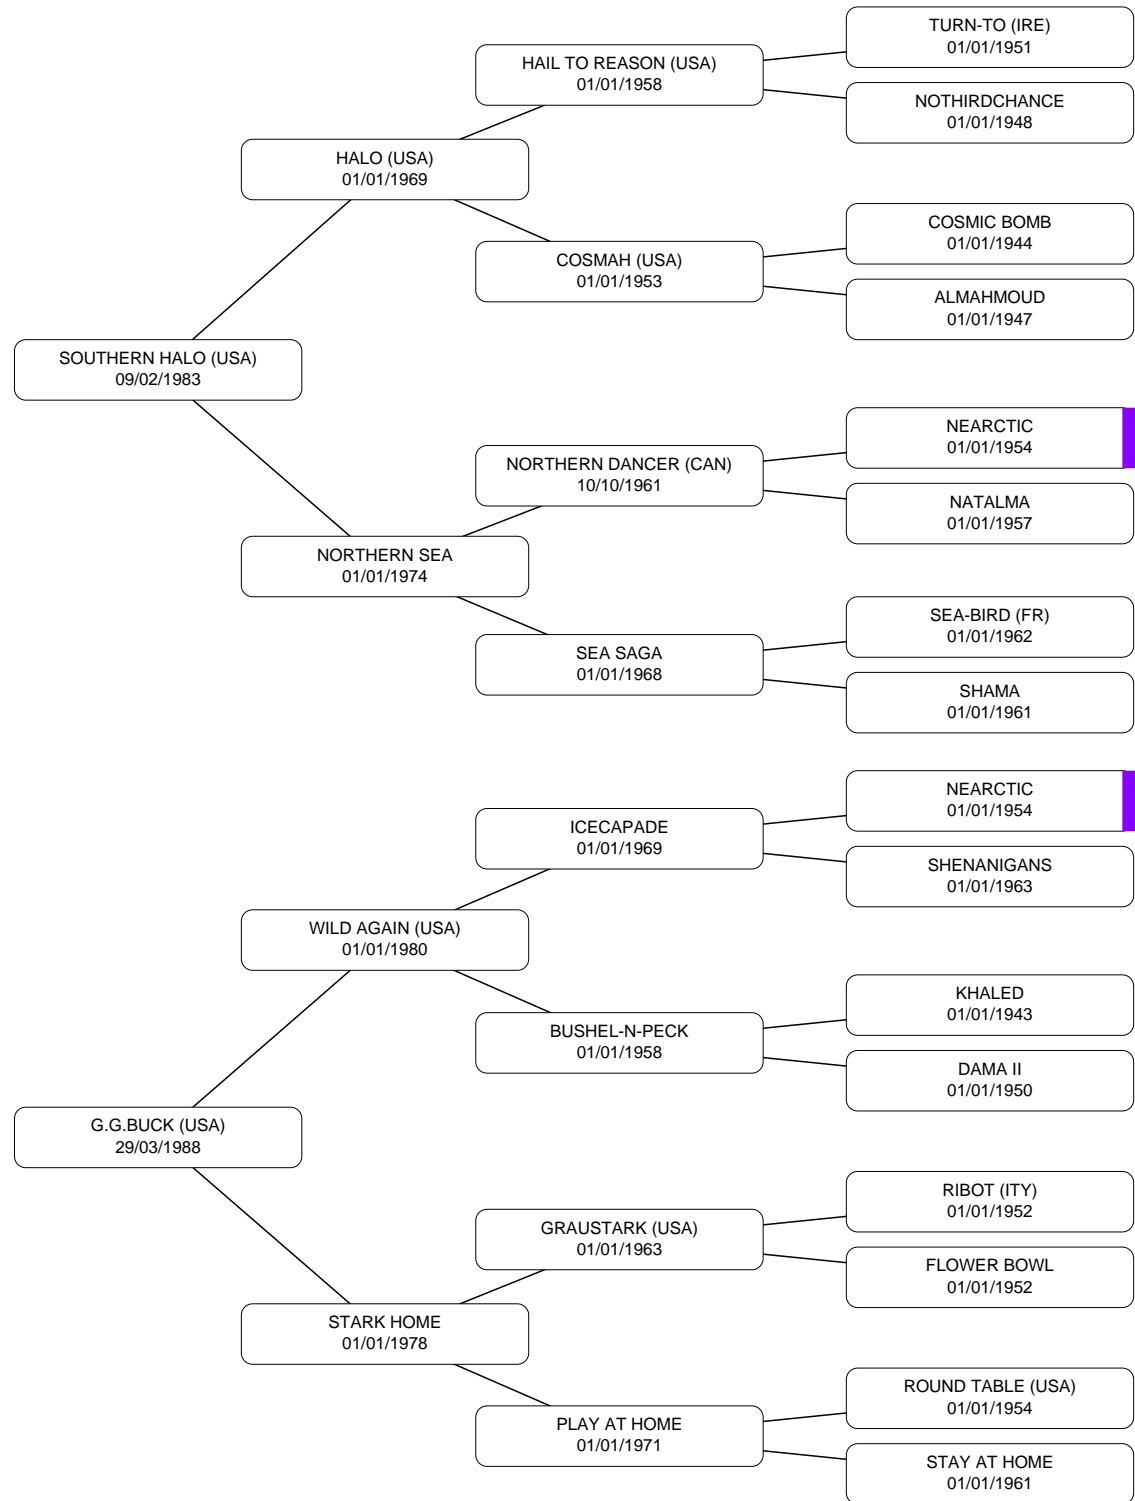 TURN-TO (IRE)
01/01/1951
HAIL TO REASON (USA)
01/01/1958
NOTHIRDCHANCE
01/01/1948
HALO (USA)
01/01/1969
COSMIC BOMB
01/01/1944
COSMAH (USA)
01/01/1953
ALMAHMOUD
01/01/1947
SOUTHERN HALO (USA)
09/02/1983
NEARCTIC
01/01/1954
NORTHERN DANCER (CAN)
10/10/1961
NATALMA
01/01/1957
NORTHERN SEA
01/01/1974
SEA-BIRD (FR)
01/01/1962
SEA SAGA
01/01/1968
SHAMA
01/01/1961
NEARCTIC
01/01/1954
ICECAPADE
01/01/1969
SHENANIGANS
01/01/1963
WILD AGAIN (USA)
01/01/1980
KHALED
01/01/1943
BUSHEL-N-PECK
01/01/1958
DAMA II
01/01/1950
G.G.BUCK (USA)
29/03/1988
RIBOT (ITY)
01/01/1952
GRAUSTARK (USA)
01/01/1963
FLOWER BOWL
01/01/1952
STARK HOME
01/01/1978
ROUND TABLE (USA)
01/01/1954
PLAY AT HOME
01/01/1971
STAY AT HOME
01/01/1961